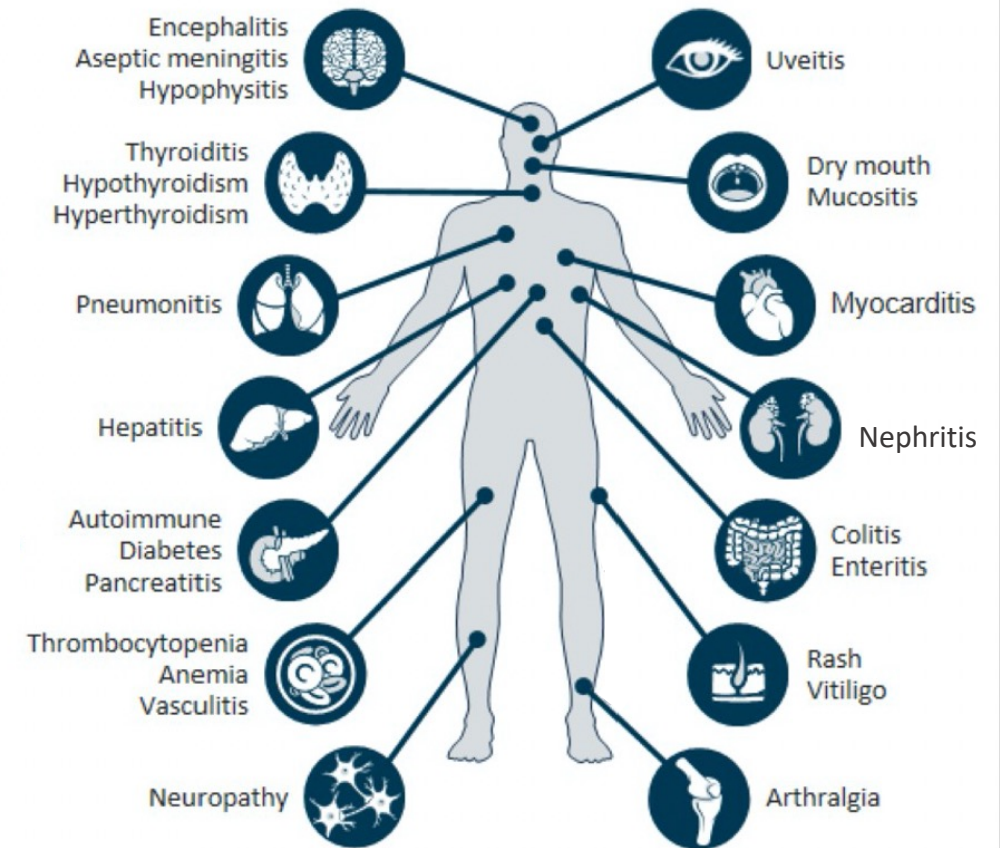 Encephalitis
Aseptic meningitis
Hypophysitis
Uveitis
Thyroiditis
Hypothyroidism
Hyperthyroidism
Dry mouth
Mucositis
Pneumonitis
Myocarditis
Hepatitis
Nephritis
Autoimmune
Diabetes
Pancreatitis
Colitis
Enteritis
Thrombocytopenia
Anemia
Vasculitis
Rash
Vitiligo
Neuropathy
Arthralgia